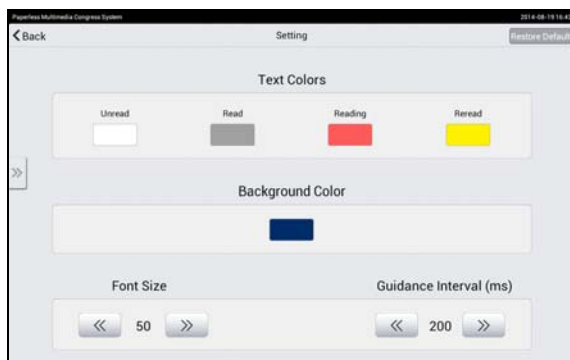 Paperless Multimedia Congress System 2014-08-19 16:43
Back Setting Restore Default
Text Colors
Unread Read Reading Reread
Background Color
Font Size Guidance Interval (ms)
50 200